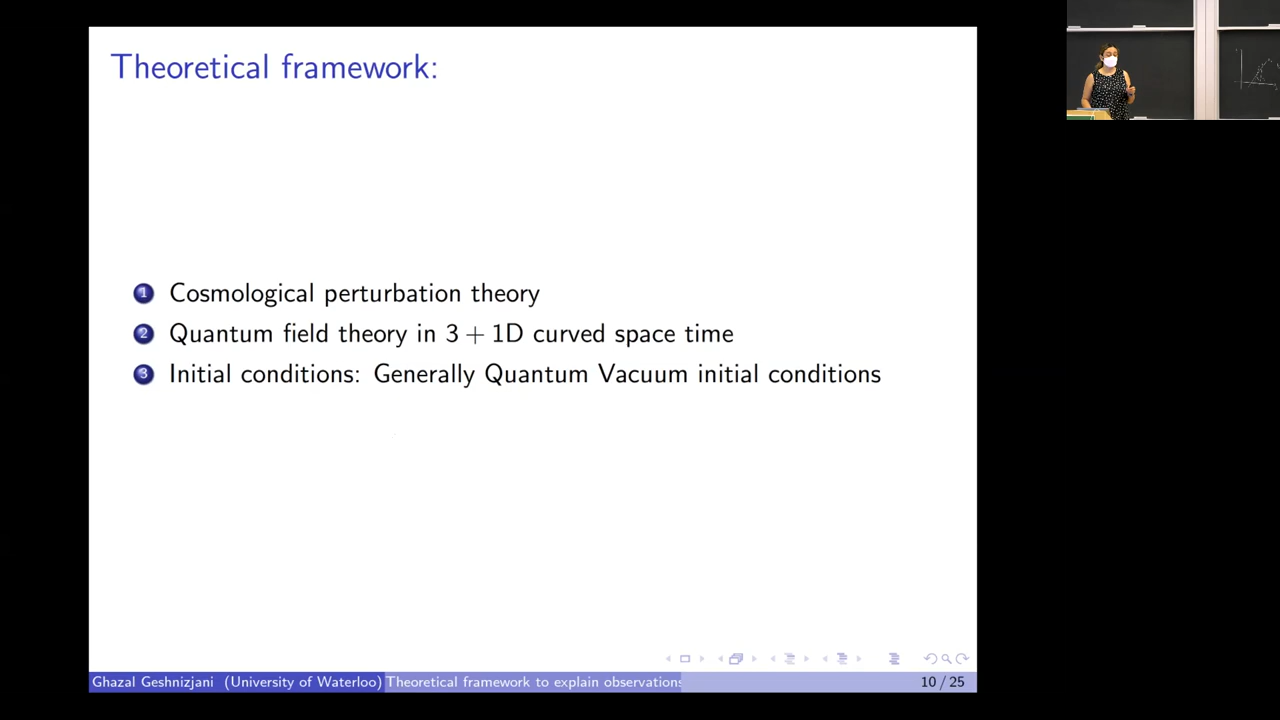 Theoretical framework:
1 Cosmological perturbation theory
2 Quantum field theory in 3 + 1D curved space time
3 Initial conditions: Generally Quantum Vacuum initial conditions
Ghazal Geshnizjani (University of Waterloo) Theoretical framework to explain observations 10 / 25